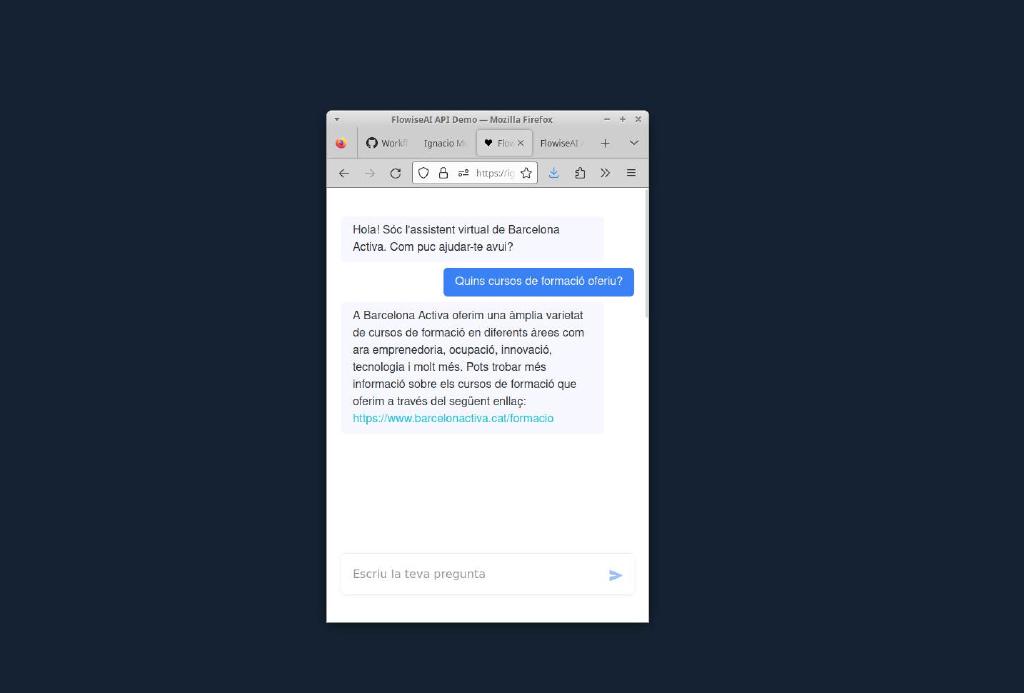 FlowiseAI API Demo — Mozilla Firefox
Workfl
Ignacio M
Flow
FlowiseAI
https://ig
Hola! Sóc l'assistent virtual de Barcelona
Activa. Com puc ajudar-te avui?
Quins cursos de formació oferiu?
A Barcelona Activa oferim una àmplia varietat
de cursos de formació en diferents àrees com
ara emprenedoria, ocupació, innovació,
tecnologia i molt més. Pots trobar més
informació sobre els cursos de formació que
oferim a través del següent enllaç:
https://www.barcelonactiva.cat/formacio
Escriu la teva pregunta